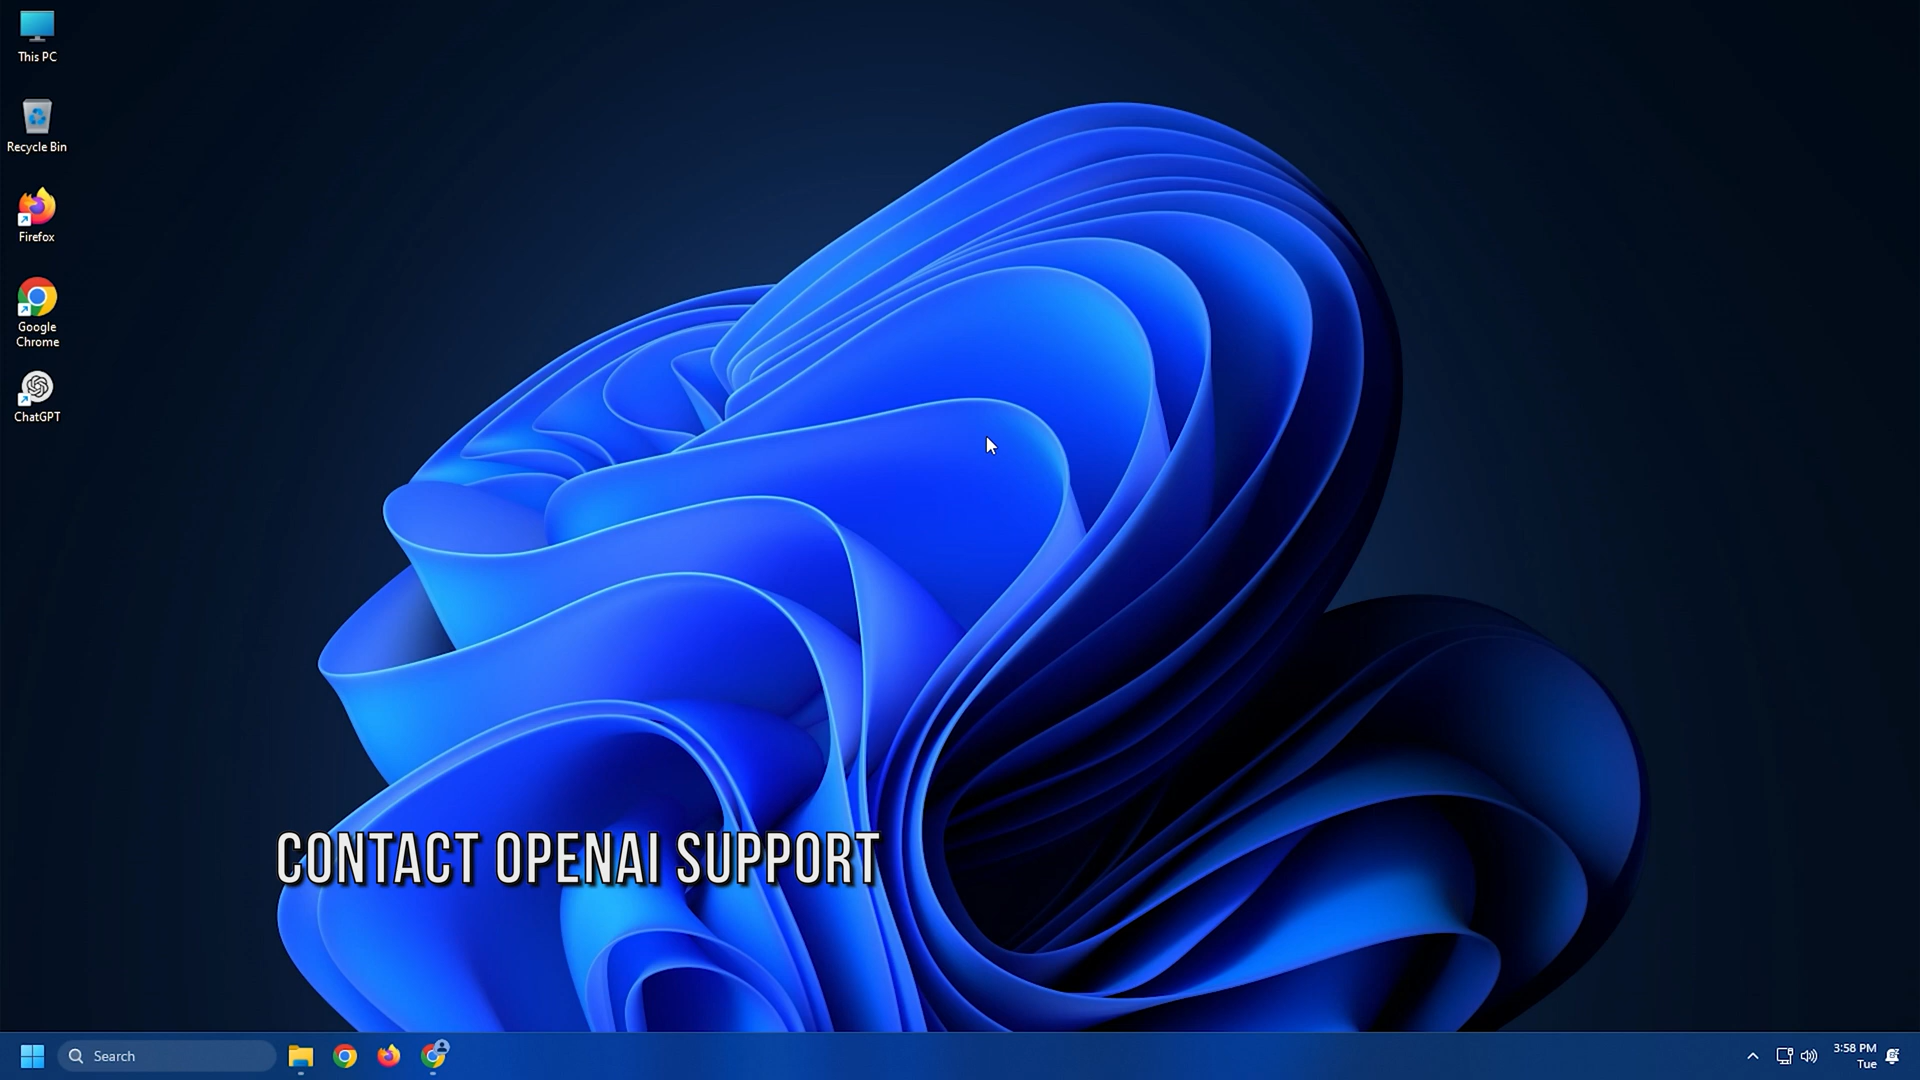 This PC
Recycle Bin
Firefox
Google
Chrome
ChatGPT
CONTACT OPENAI SUPPORT
Search
3:58 PM
Tue